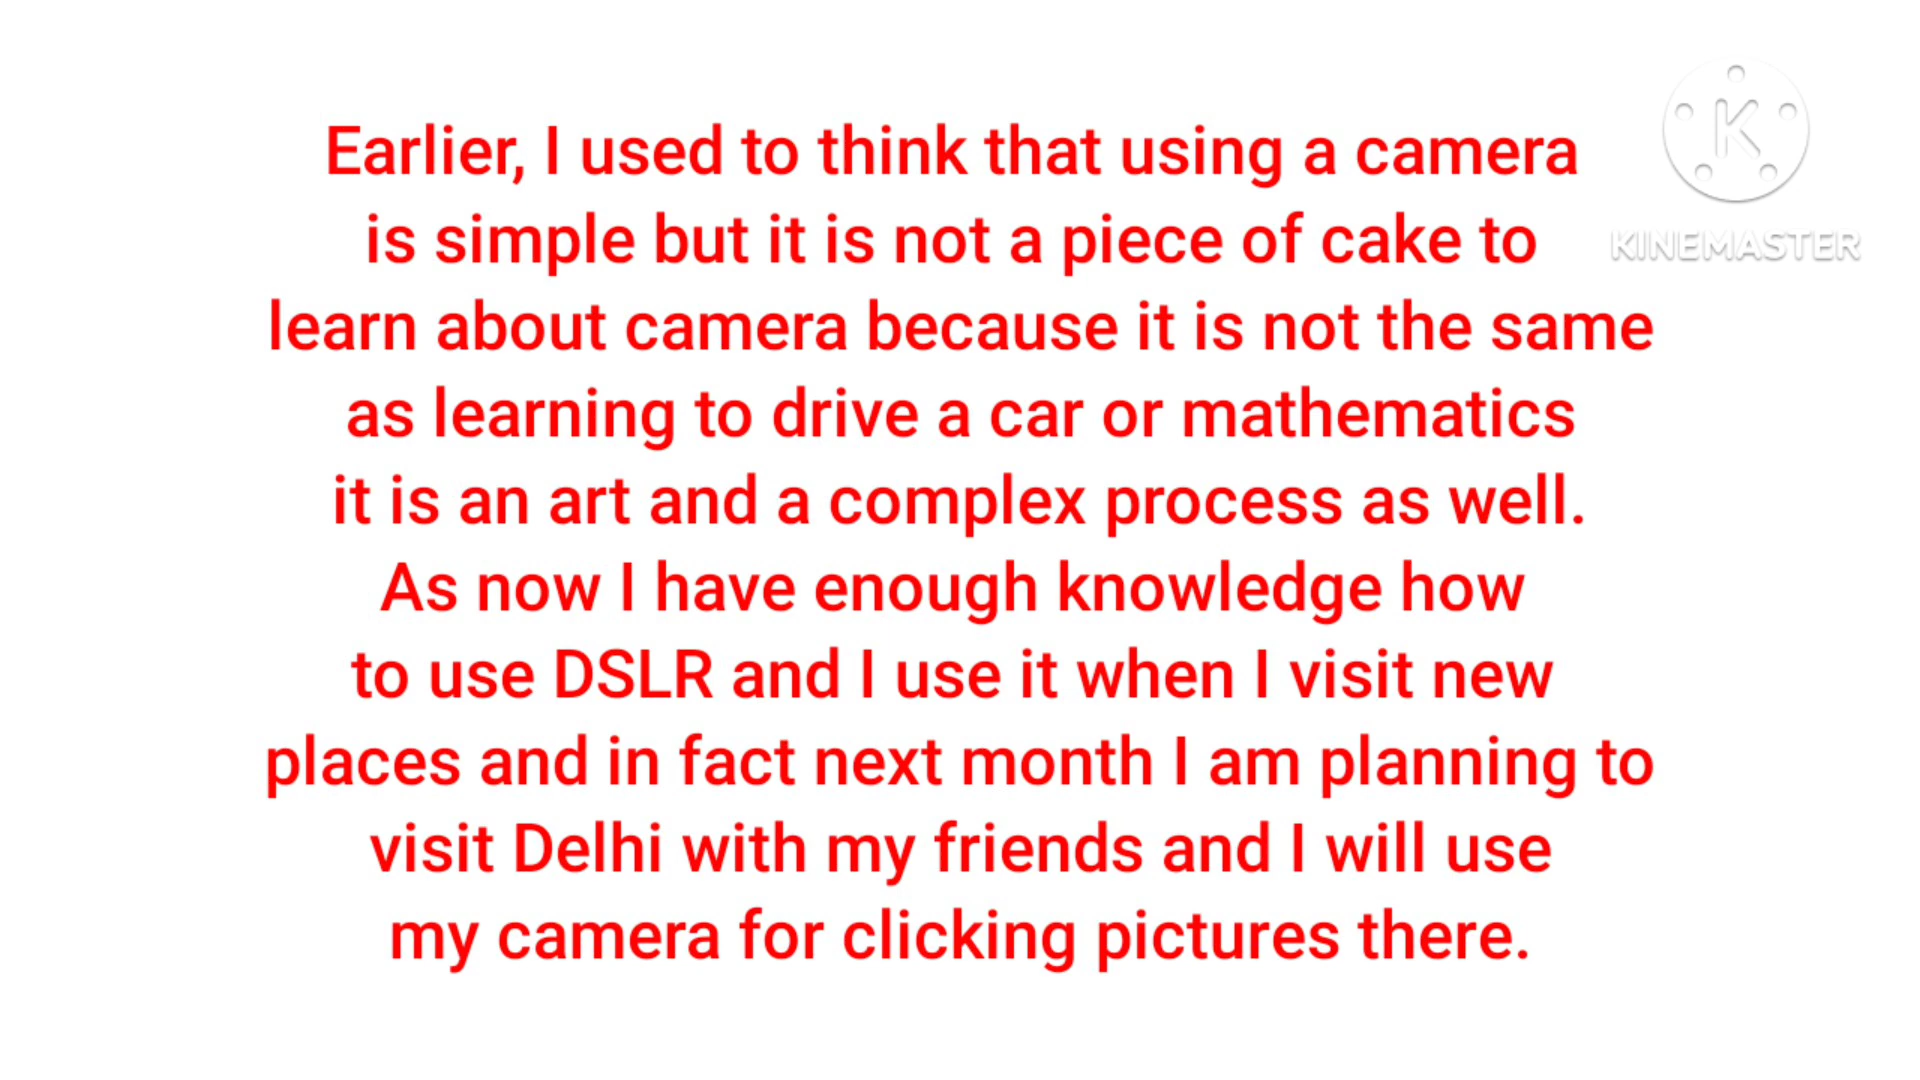 Earlier, I used to think that using a camera
is simple but it is not a piece of cake to
learn about camera because it is not the same
as learning to drive a car or mathematics
it is an art and a complex process as well.
As now I have enough knowledge how
to use DSLR and I use it when I visit new
places and in fact next month I am planning to
visit Delhi with my friends and I will use
my camera for clicking pictures there.
K
KINEMASTER